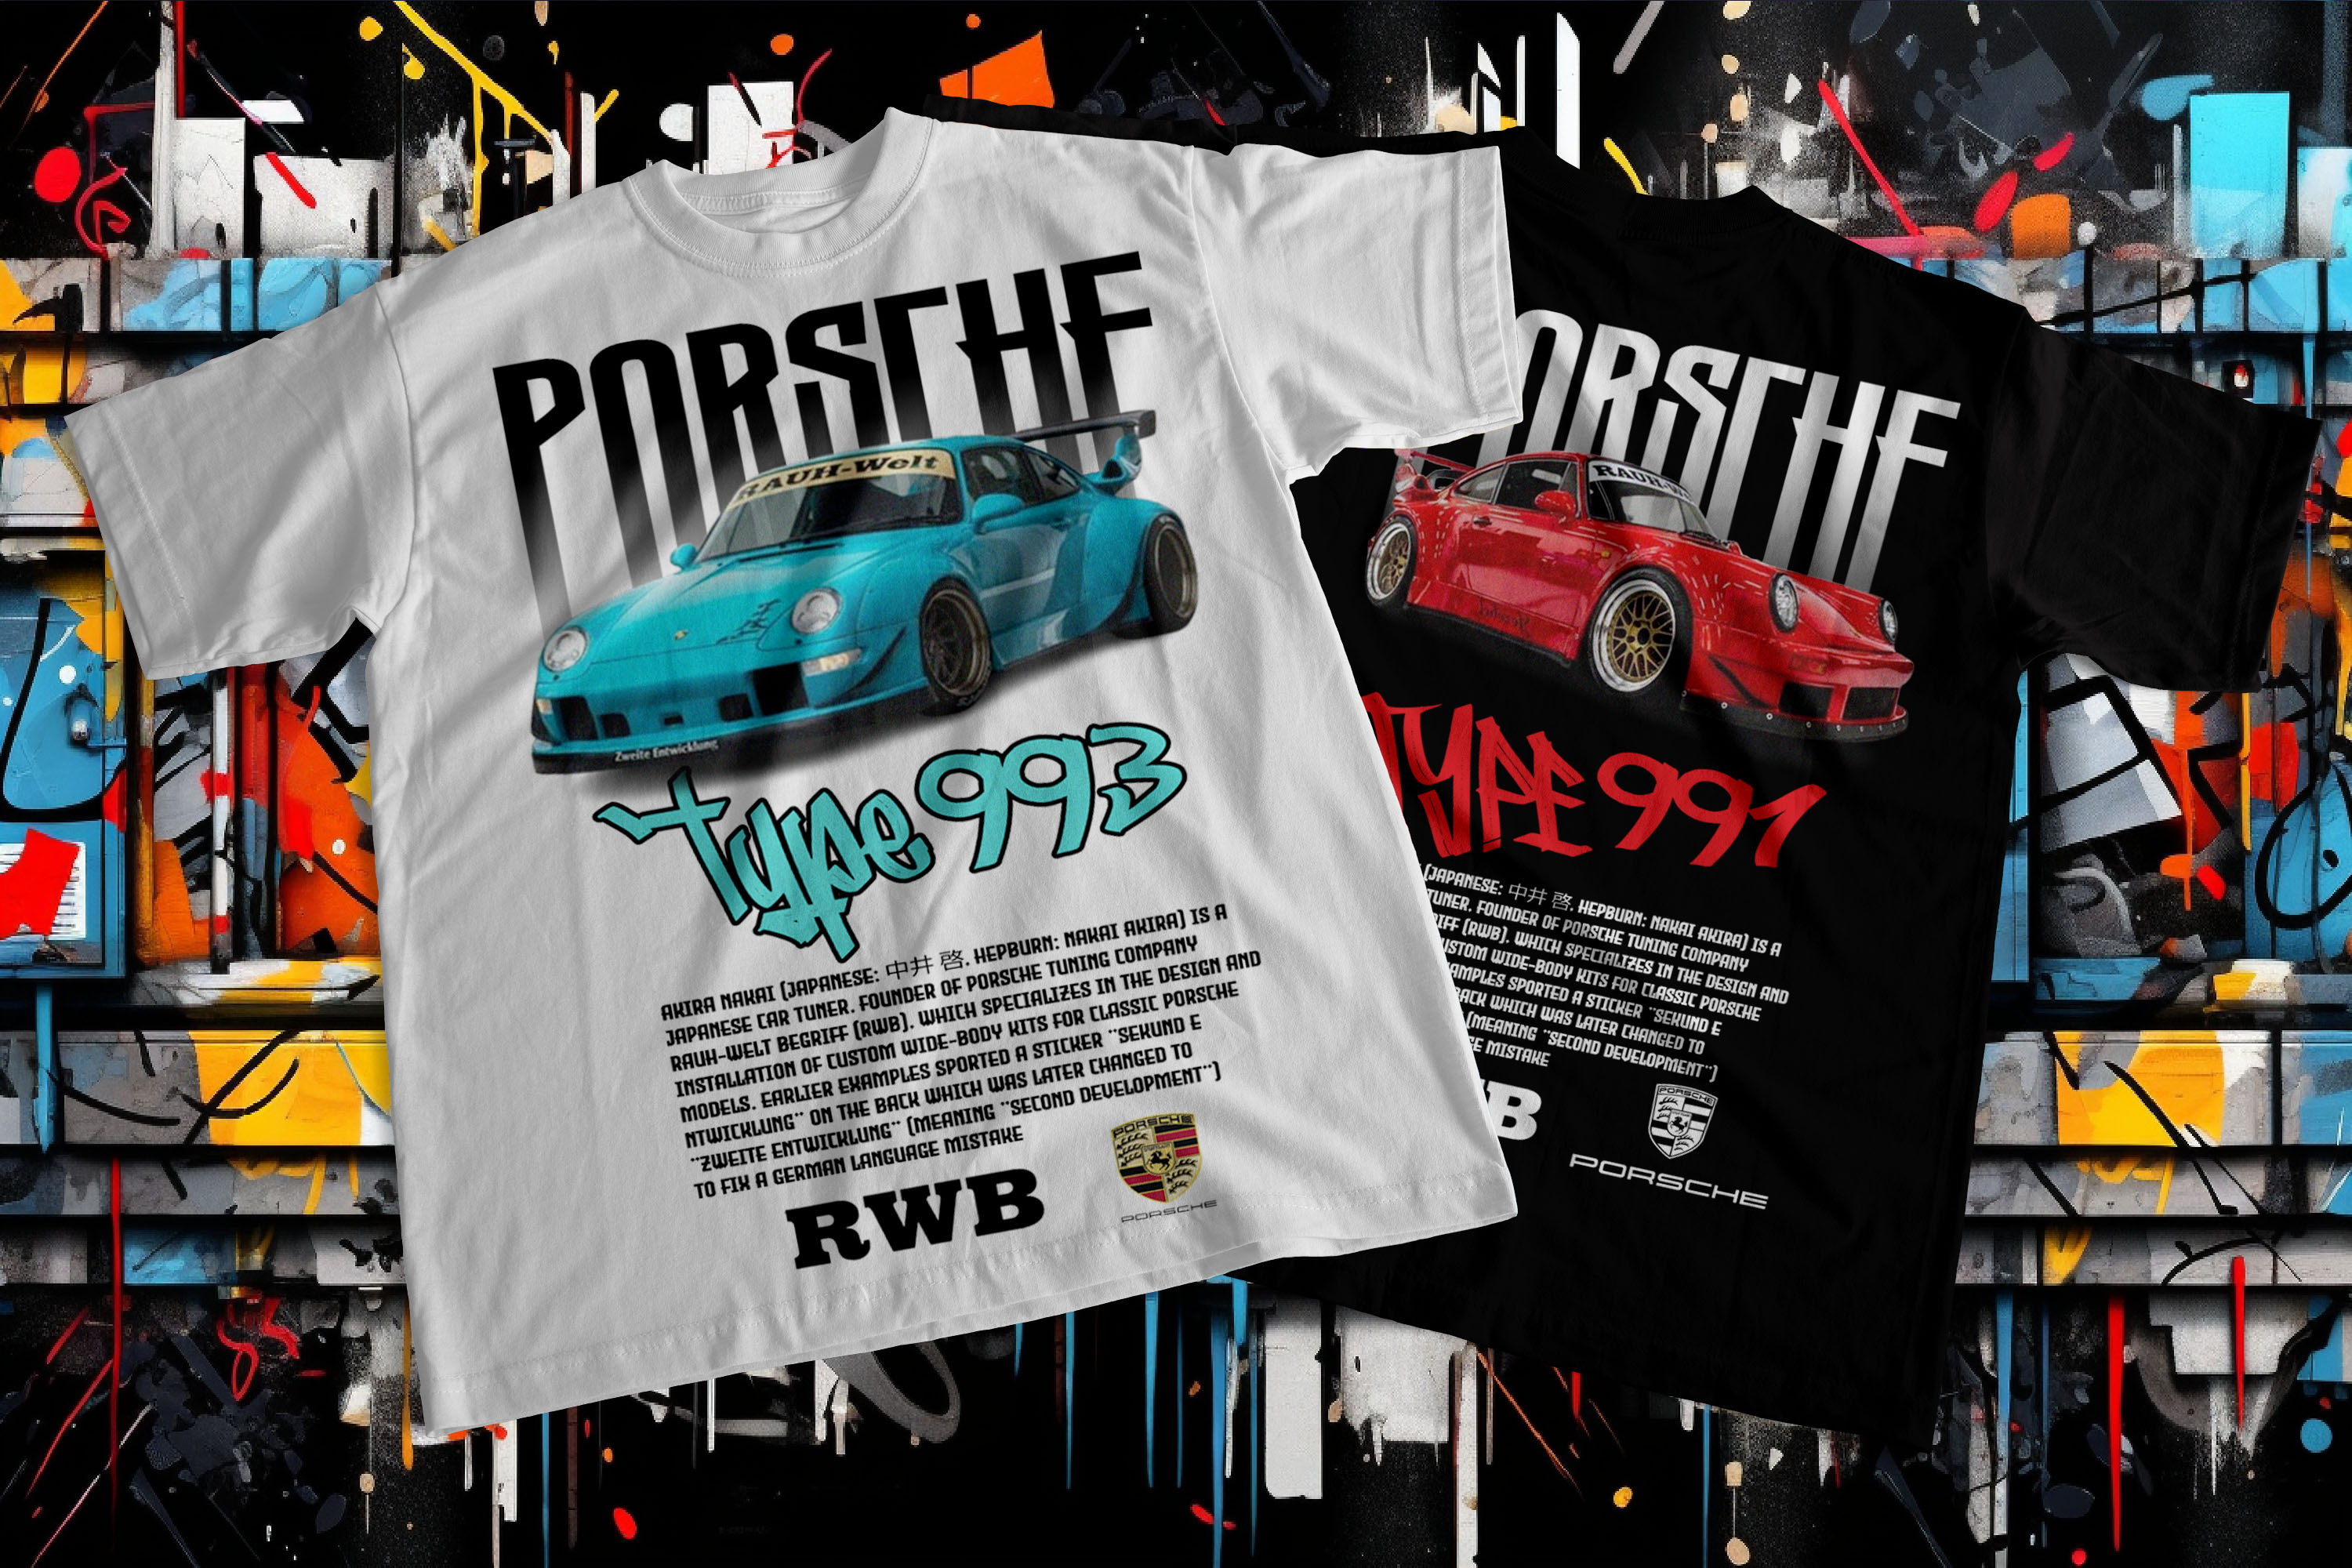 PORSCHE
RAUH-Welt
Zweite Entwicklung
Type 993
AKIRA NAKAI (JAPANESE: 中井 啓. HEPBURN: NAKAI AKIRA) IS A
JAPANESE CAR TUNER. FOUNDER OF PORSCHE TUNING COMPANY
RAUH-WELT BEGRIFF (RWB). WHICH SPECIALIZES IN THE DESIGN AND
INSTALLATION OF CUSTOM WIDE-BODY KITS FOR CLASSIC PORSCHE
MODELS. EARLIER EXAMPLES SPORTED A STICKER ¨SEKUND E
NTWICKLUNG¨ ON THE BACK WHICH WAS LATER CHANGED TO
¨ZWEITE ENTWICKLUNG¨ (MEANING ¨SECOND DEVELOPMENT¨)
TO FIX A GERMAN LANGUAGE MISTAKE
RWB
PORSCHE
PORSCHE
ORSCHE
RAUH-W
TYPE 991
(JAPANESE: 中井 啓. HEPBURN: NAKAI AKIRA) IS A
TUNER. FOUNDER OF PORSCHE TUNING COMPANY
RIFF (RWB). WHICH SPECIALIZES IN THE DESIGN AND
USTOM WIDE-BODY KITS FOR CLASSIC PORSCHE
AMPLES SPORTED A STICKER ¨SEKUND E
BACK WHICH WAS LATER CHANGED TO
(MEANING ¨SECOND DEVELOPMENT¨)
GE MISTAKE
B
PORSCHE
PORSCHE